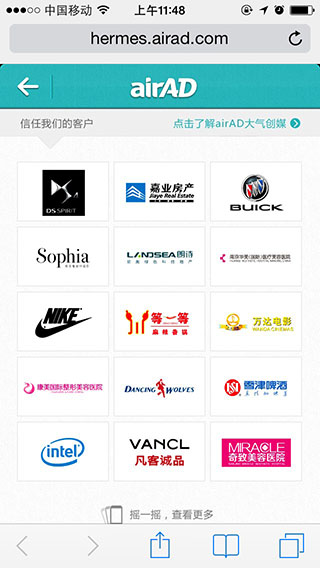 中国移动 上午11:48
hermes.airad.com
airAD
信任我们的客户 点击了解airAD大气创媒
DS SPIRIT
嘉业房产
Jiaye Real Estate
BUICK
Sophia
LANDSEA 朗诗
南京华美(国际)医疗美容医院
NIKE
等一等
麻辣香锅
万达电影
WANDA CINEMAS
康美国际整形美容医院
DANCING WOLVES
雪津啤酒
intel
VANCL
凡客诚品
MIRACLE
奇致美容医院
摇一摇，查看更多